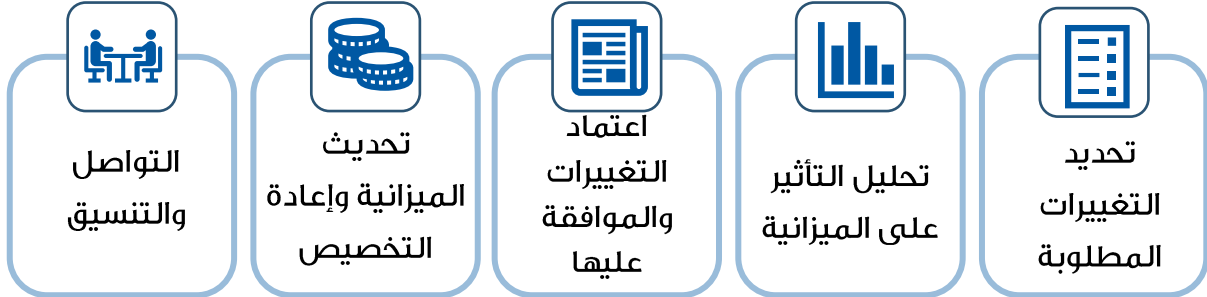 تحديد
التغييرات
المطلوبة
تحليل التأثير
على الميزانية
اعتماد
التغييرات
والموافقة
عليها
تحديث
الميزانية وإعادة
التخصيص
التواصل
والتنسيق